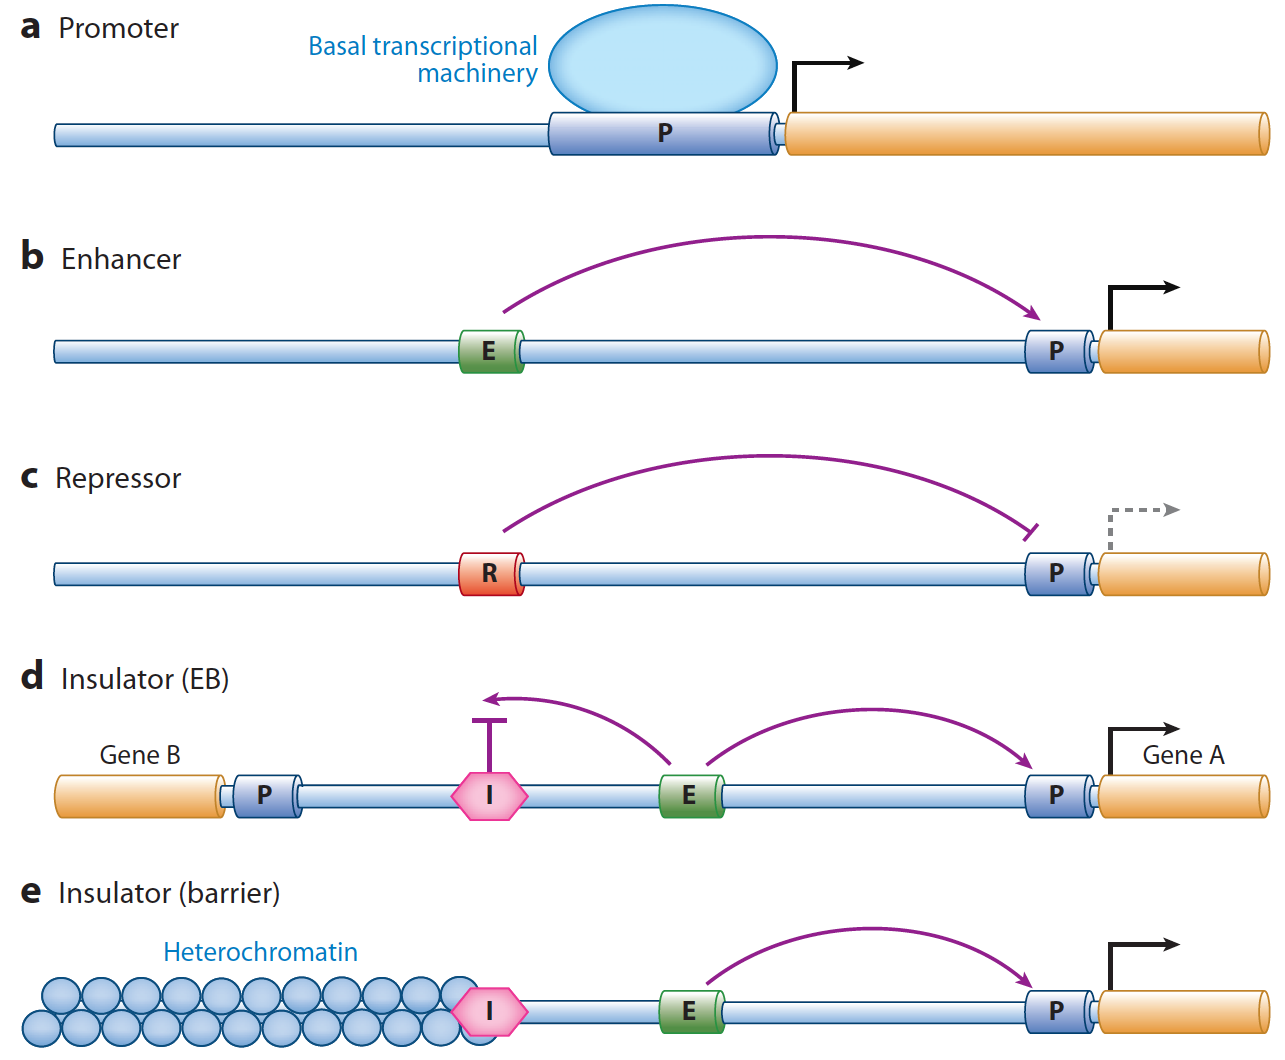 a Promoter
Basal transcriptional
machinery
P
b Enhancer
E
P
c Repressor
R
P
d Insulator (EB)
Gene B
Gene A
P
I
E
P
e Insulator (barrier)
Heterochromatin
I
E
P